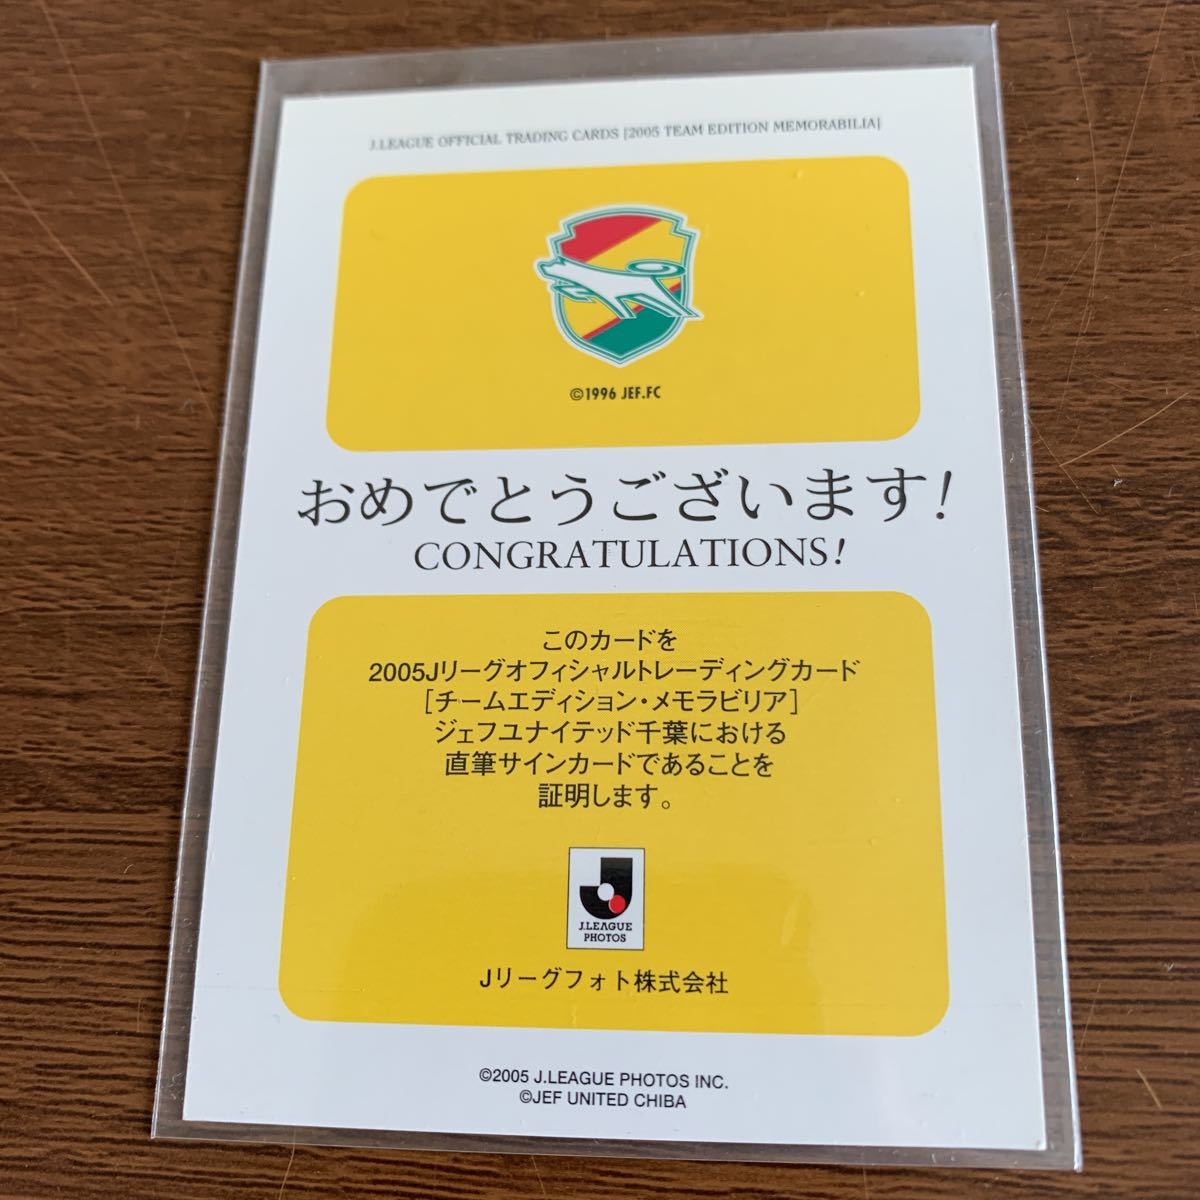 J.LEAGUE OFFICIAL TRADING CARDS [2005 TEAM EDITION MEMORABILIA]
©1996 JEF.FC
おめでとうございます!
CONGRATULATIONS!
このカードを
2005Jリーグオフィシャルトレーディングカード
[チームエディション・メモラビリア]
ジェフユナイテッド千葉における
直筆サインカードであることを
証明します。
J.LEAGUE
PHOTOS
Jリーグフォト株式会社
©2005 J.LEAGUE PHOTOS INC.
©JEF UNITED CHIBA